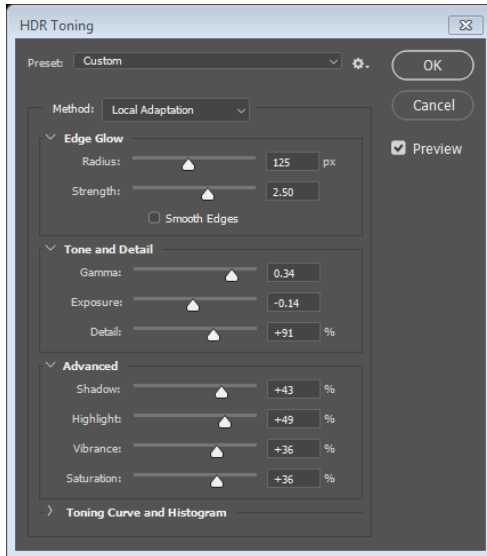 HDR Toning
Preset: Custom
OK
Method: Local Adaptation
Cancel
Edge Glow
Preview
Radius: 125 px
Strength: 2.50
Smooth Edges
Tone and Detail
Gamma: 0.34
Exposure: -0.14
Detail: +91 %
Advanced
Shadow: +43 %
Highlight: +49 %
Vibrance: +36 %
Saturation: +36 %
Toning Curve and Histogram